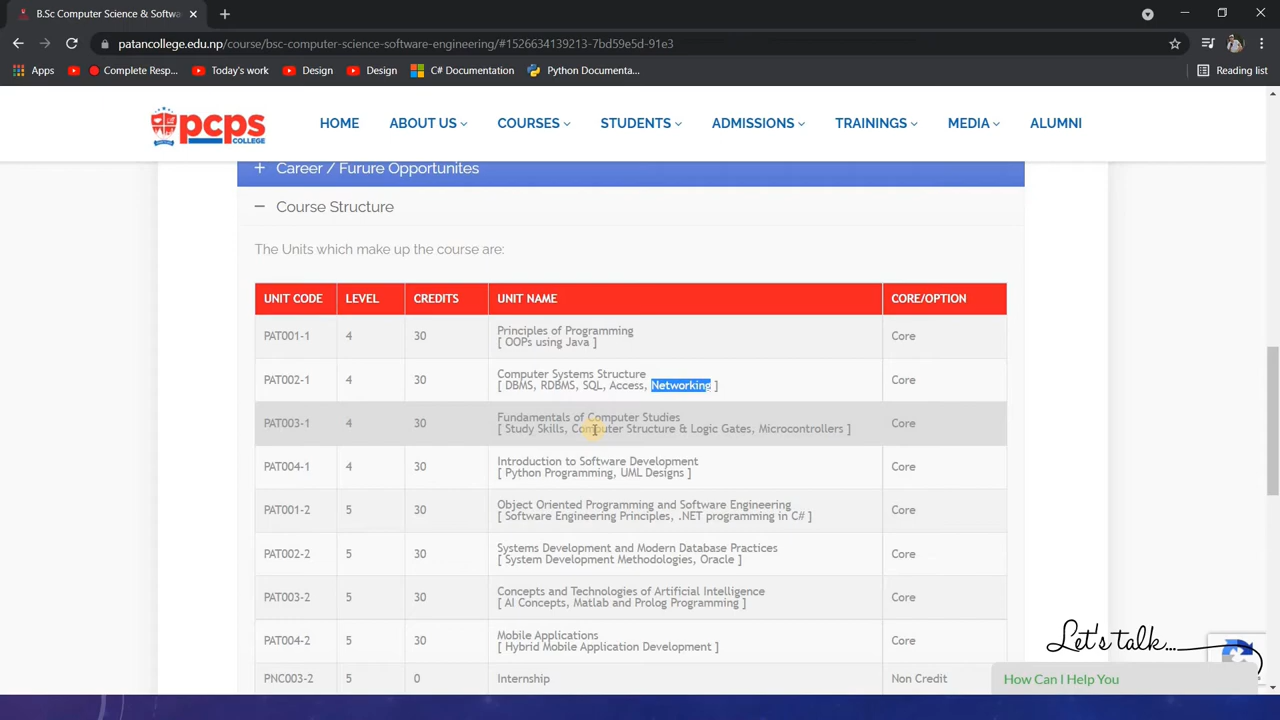 B.Sc Computer Science & Softwa
patancollege.edu.np/course/bsc-computer-science-software-engineering/#1526634139213-7bd59e5d-91e3
Apps Complete Resp... Today's work Design Design C# Documentation Python Documenta... Reading list
pcps COLLEGE
HOME ABOUT US COURSES STUDENTS ADMISSIONS TRAININGS MEDIA ALUMNI
+ Career / Furure Opportunites
− Course Structure
The Units which make up the course are:
UNIT CODE LEVEL CREDITS UNIT NAME CORE/OPTION
PAT001-1 4 30 Principles of Programming Core
[ OOPs using Java ]
PAT002-1 4 30 Computer Systems Structure Core
[ DBMS, RDBMS, SQL, Access, Networking ]
PAT003-1 4 30 Fundamentals of Computer Studies Core
[ Study Skills, Computer Structure & Logic Gates, Microcontrollers ]
PAT004-1 4 30 Introduction to Software Development Core
[ Python Programming, UML Designs ]
PAT001-2 5 30 Object Oriented Programming and Software Engineering Core
[ Software Engineering Principles, .NET programming in C# ]
PAT002-2 5 30 Systems Development and Modern Database Practices Core
[ System Development Methodologies, Oracle ]
PAT003-2 5 30 Concepts and Technologies of Artificial Intelligence Core
[ AI Concepts, Matlab and Prolog Programming ]
PAT004-2 5 30 Mobile Applications Core
[ Hybrid Mobile Application Development ]
PNC003-2 5 0 Internship Non Credit
Let's talk...
How Can I Help You